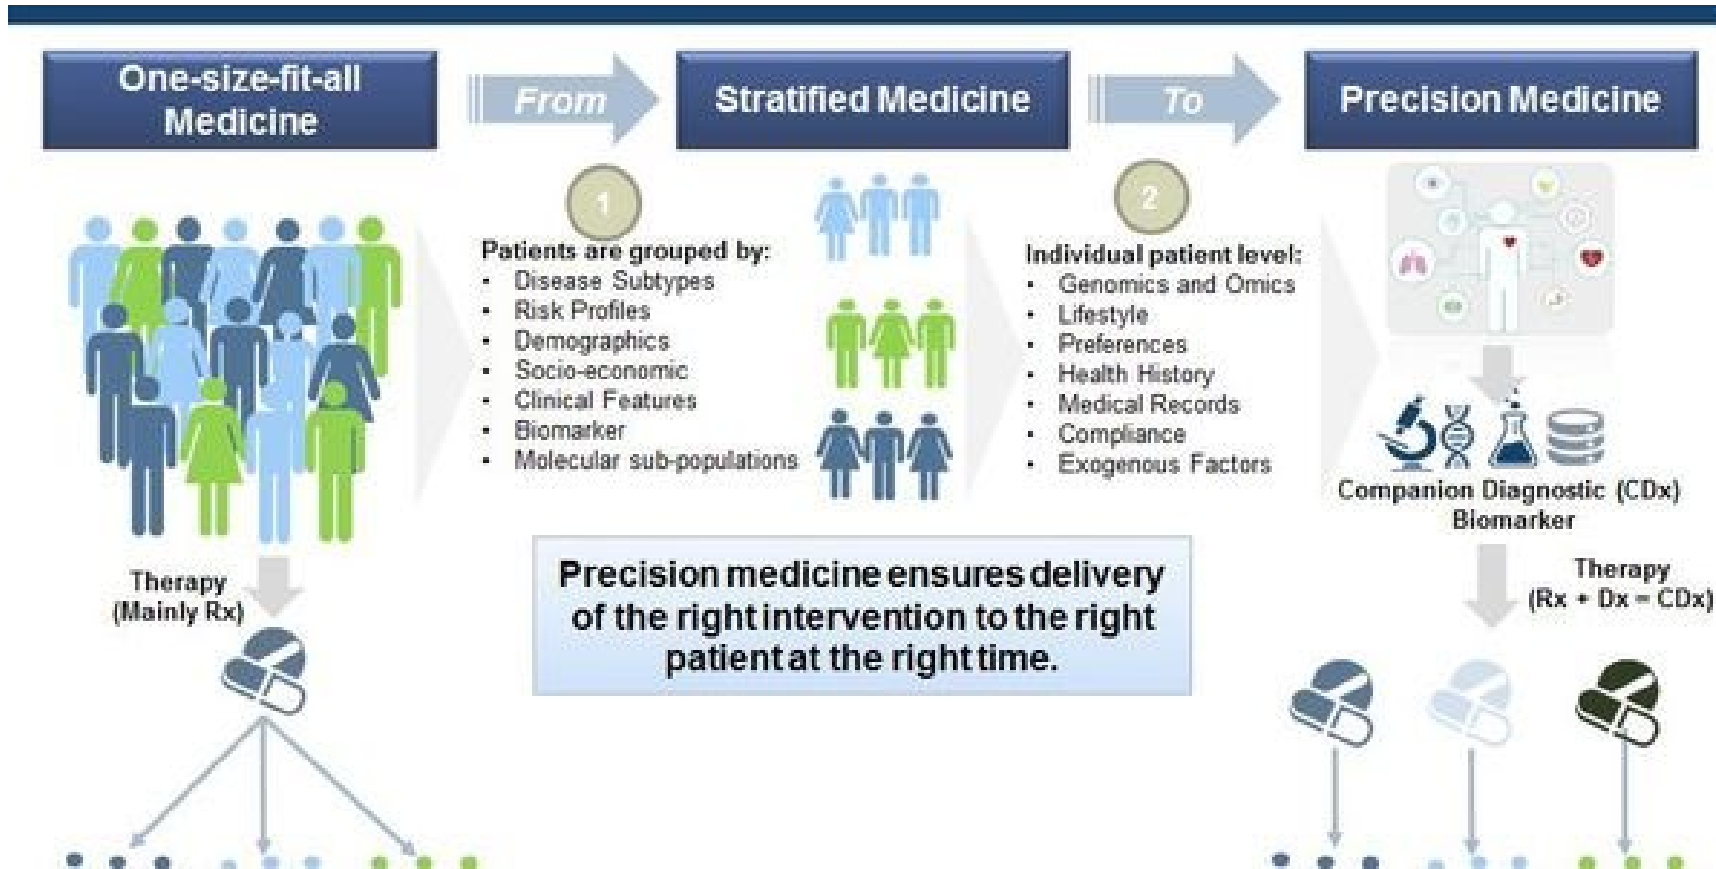 One-size-fit-all
Medicine
From
Stratified Medicine
To
Precision Medicine
1
Patients are grouped by:
• Disease Subtypes
• Risk Profiles
• Demographics
• Socio-economic
• Clinical Features
• Biomarker
• Molecular sub-populations
2
Individual patient level:
• Genomics and Omics
• Lifestyle
• Preferences
• Health History
• Medical Records
• Compliance
• Exogenous Factors
Companion Diagnostic (CDx)
Biomarker
Therapy
(Mainly Rx)
Precision medicine ensures delivery
of the right intervention to the right
patient at the right time.
Therapy
(Rx + Dx = CDx)